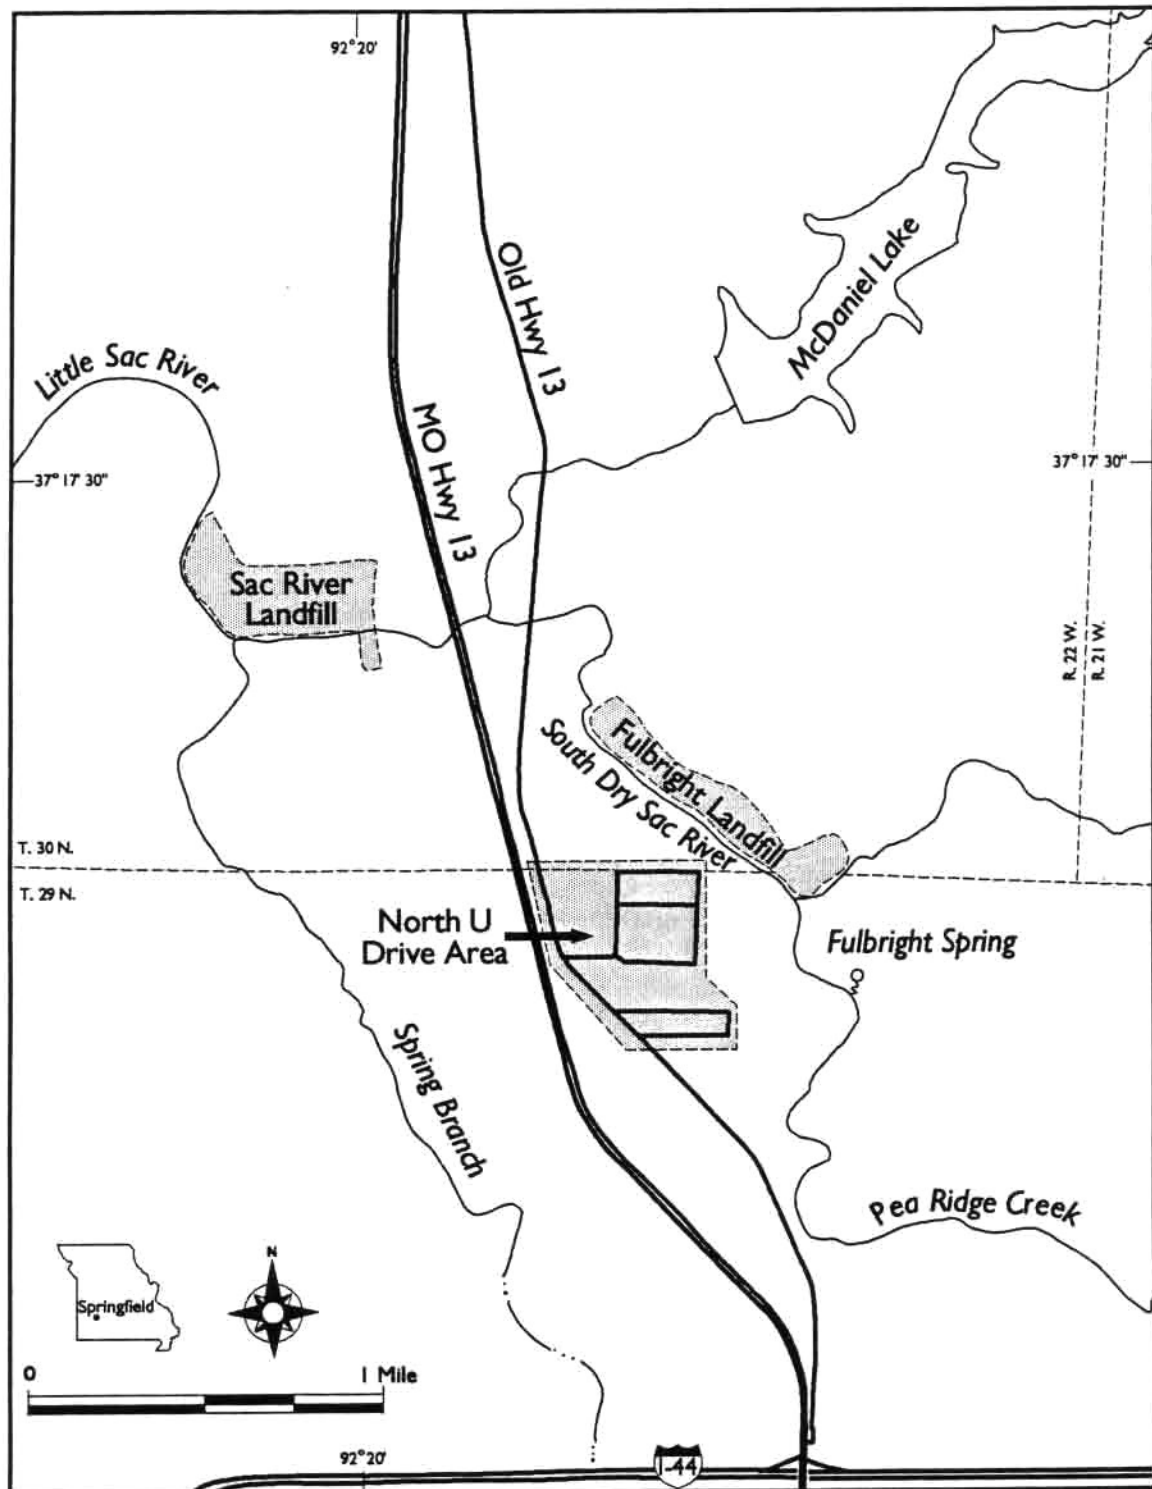 92°20'
Old Hwy 13
McDaniel Lake
Little Sac River
MO Hwy 13
37° 17' 30"
37° 17' 30"
Sac River
Landfill
R. 22 W.
R. 21 W.
Fulbright Landfill
South Dry Sac River
T. 30 N.
T. 29 N.
North U
Drive Area
Fulbright Spring
Spring Branch
Pea Ridge Creek
Springfield
N
0 1 Mile
92°20'
I-44